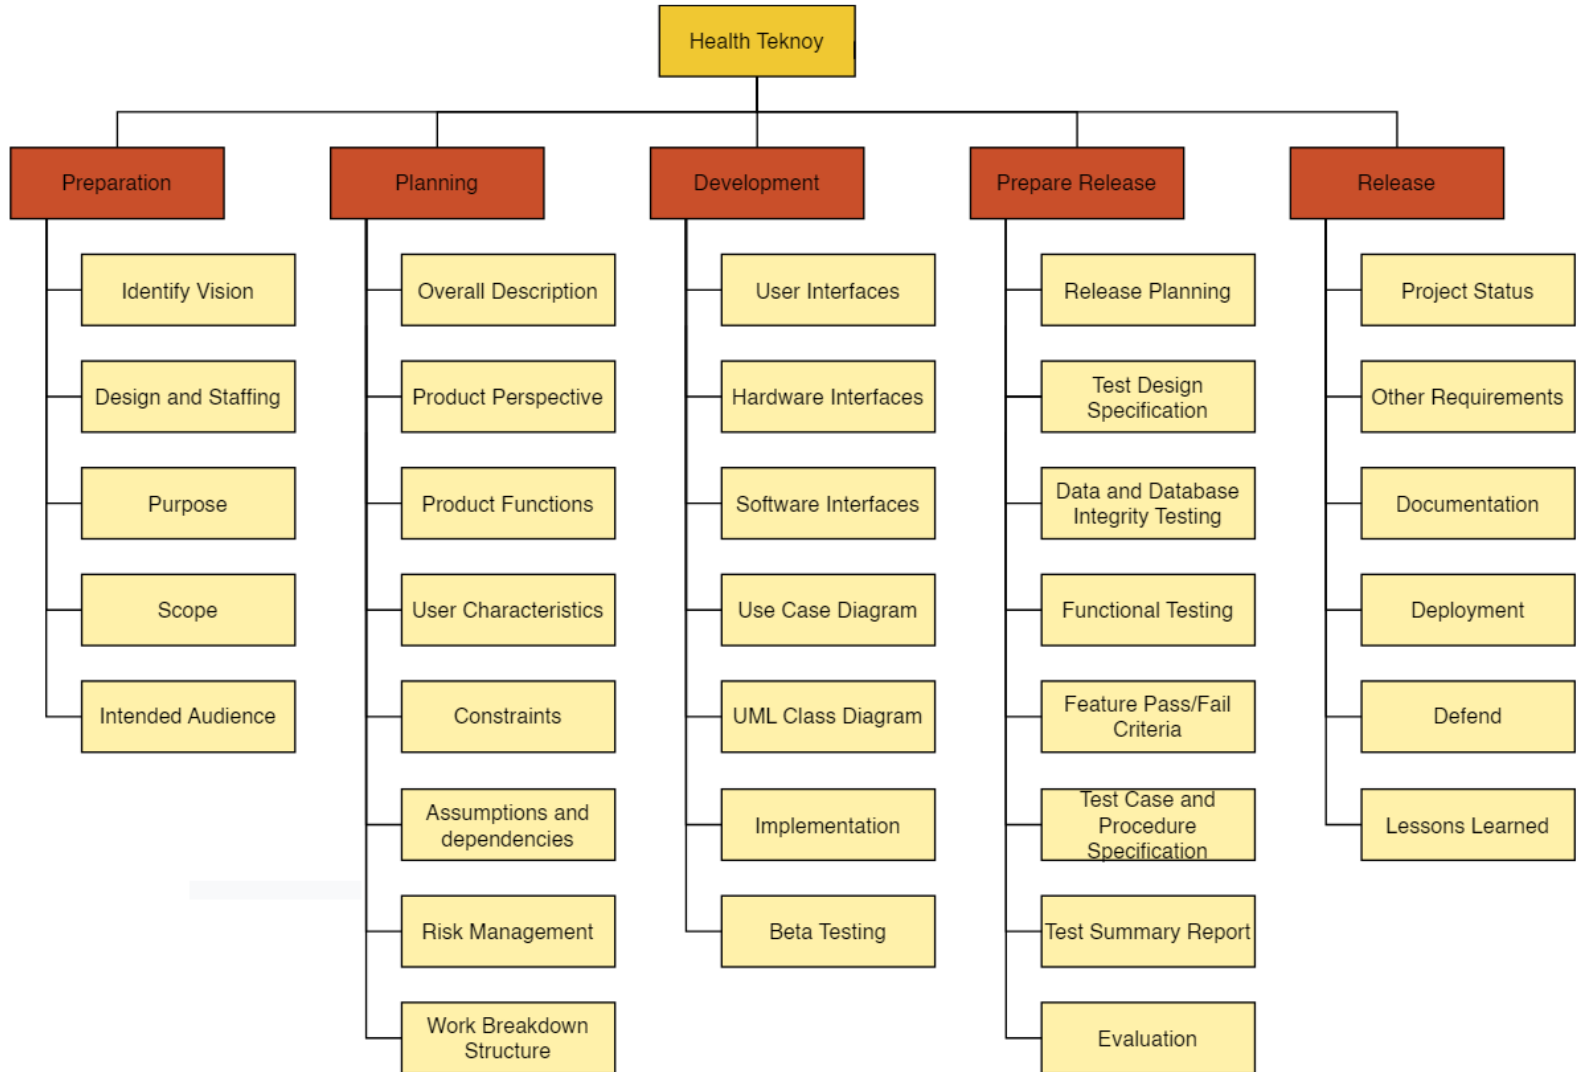 Health Teknoy
Preparation
Planning
Development
Prepare Release
Release
Identify Vision
Design and Staffing
Purpose
Scope
Intended Audience
Overall Description
Product Perspective
Product Functions
User Characteristics
Constraints
Assumptions and
dependencies
Risk Management
Work Breakdown
Structure
User Interfaces
Hardware Interfaces
Software Interfaces
Use Case Diagram
UML Class Diagram
Implementation
Beta Testing
Release Planning
Test Design
Specification
Data and Database
Integrity Testing
Functional Testing
Feature Pass/Fail
Criteria
Test Case and
Procedure
Specification
Test Summary Report
Evaluation
Project Status
Other Requirements
Documentation
Deployment
Defend
Lessons Learned